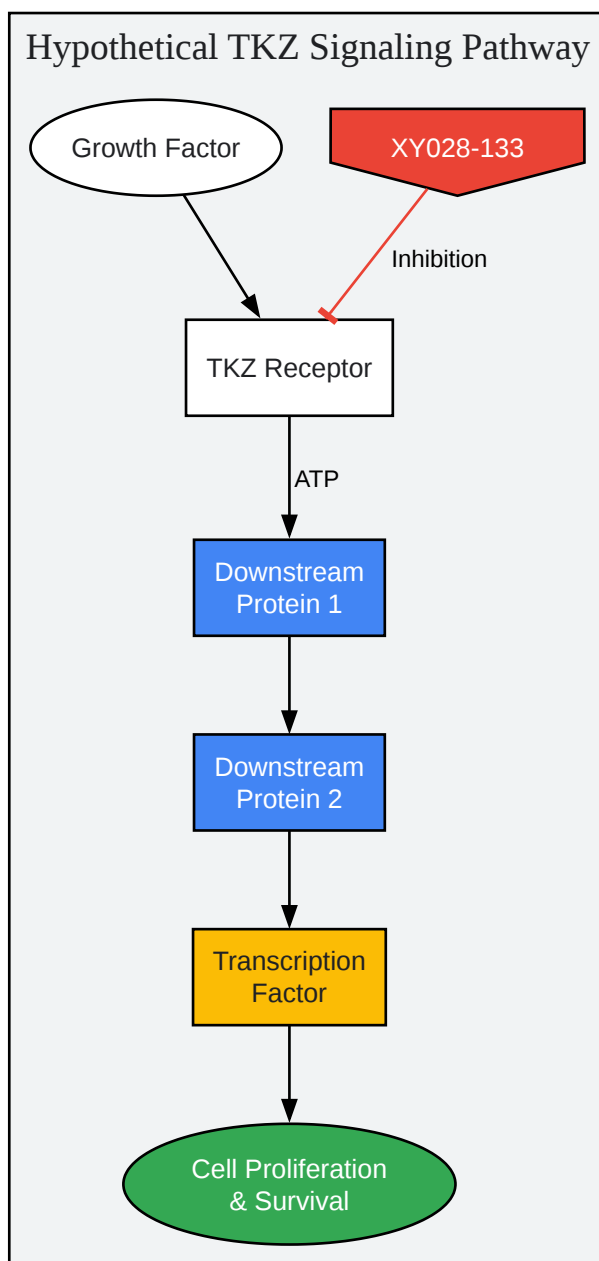 Hypothetical TKZ Signaling Pathway
Growth Factor
XY028-133
Inhibition
TKZ Receptor
ATP
Downstream
Protein 1
Downstream
Protein 2
Transcription
Factor
Cell Proliferation
& Survival